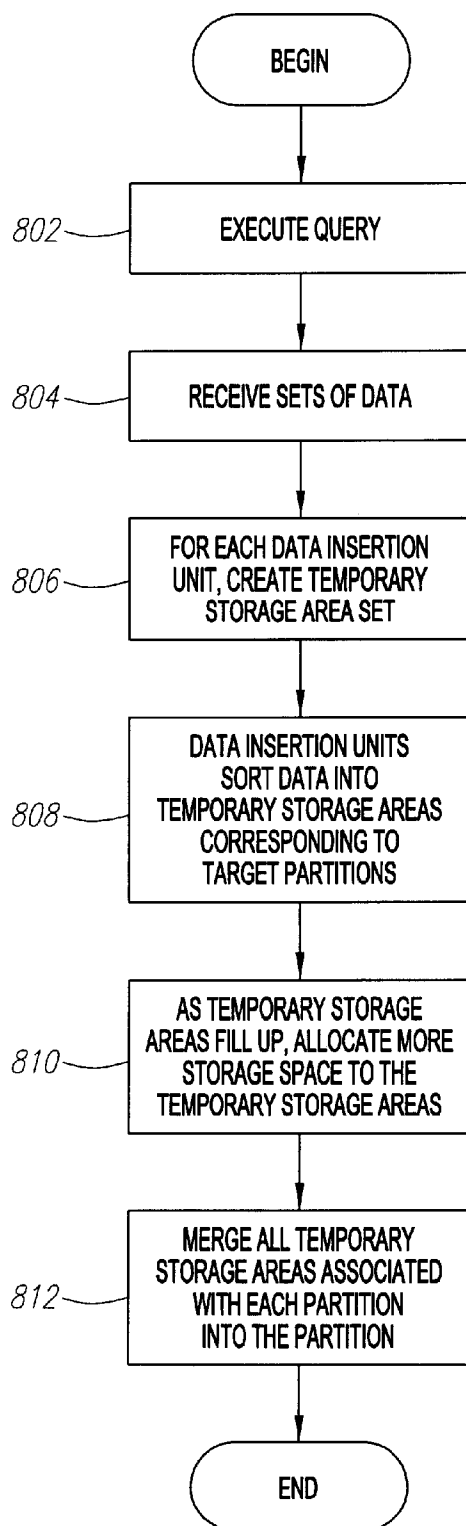 BEGIN
802
EXECUTE QUERY
804
RECEIVE SETS OF DATA
806
FOR EACH DATA INSERTION
UNIT, CREATE TEMPORARY
STORAGE AREA SET
808
DATA INSERTION UNITS
SORT DATA INTO
TEMPORARY STORAGE AREAS
CORRESPONDING TO
TARGET PARTITIONS
810
AS TEMPORARY STORAGE
AREAS FILL UP, ALLOCATE MORE
STORAGE SPACE TO THE
TEMPORARY STORAGE AREAS
812
MERGE ALL TEMPORARY
STORAGE AREAS ASSOCIATED
WITH EACH PARTITION
INTO THE PARTITION
END